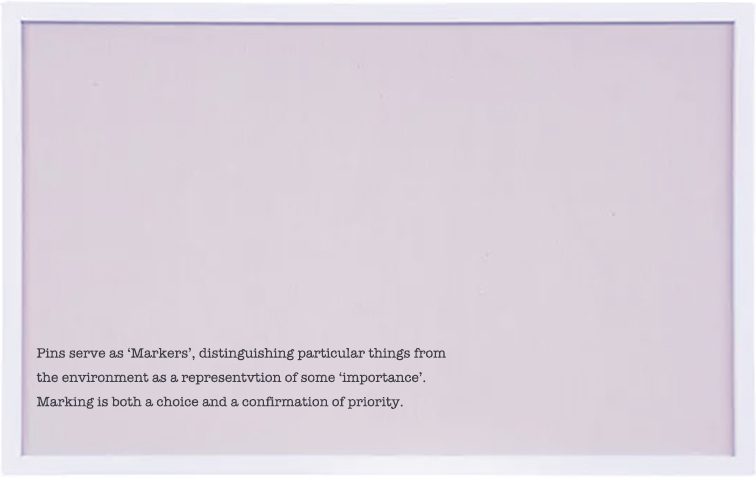 Pins serve as ‘Markers’, distinguishing particular things from
the environment as a representvtion of some ‘importance’.
Marking is both a choice and a confirmation of priority.